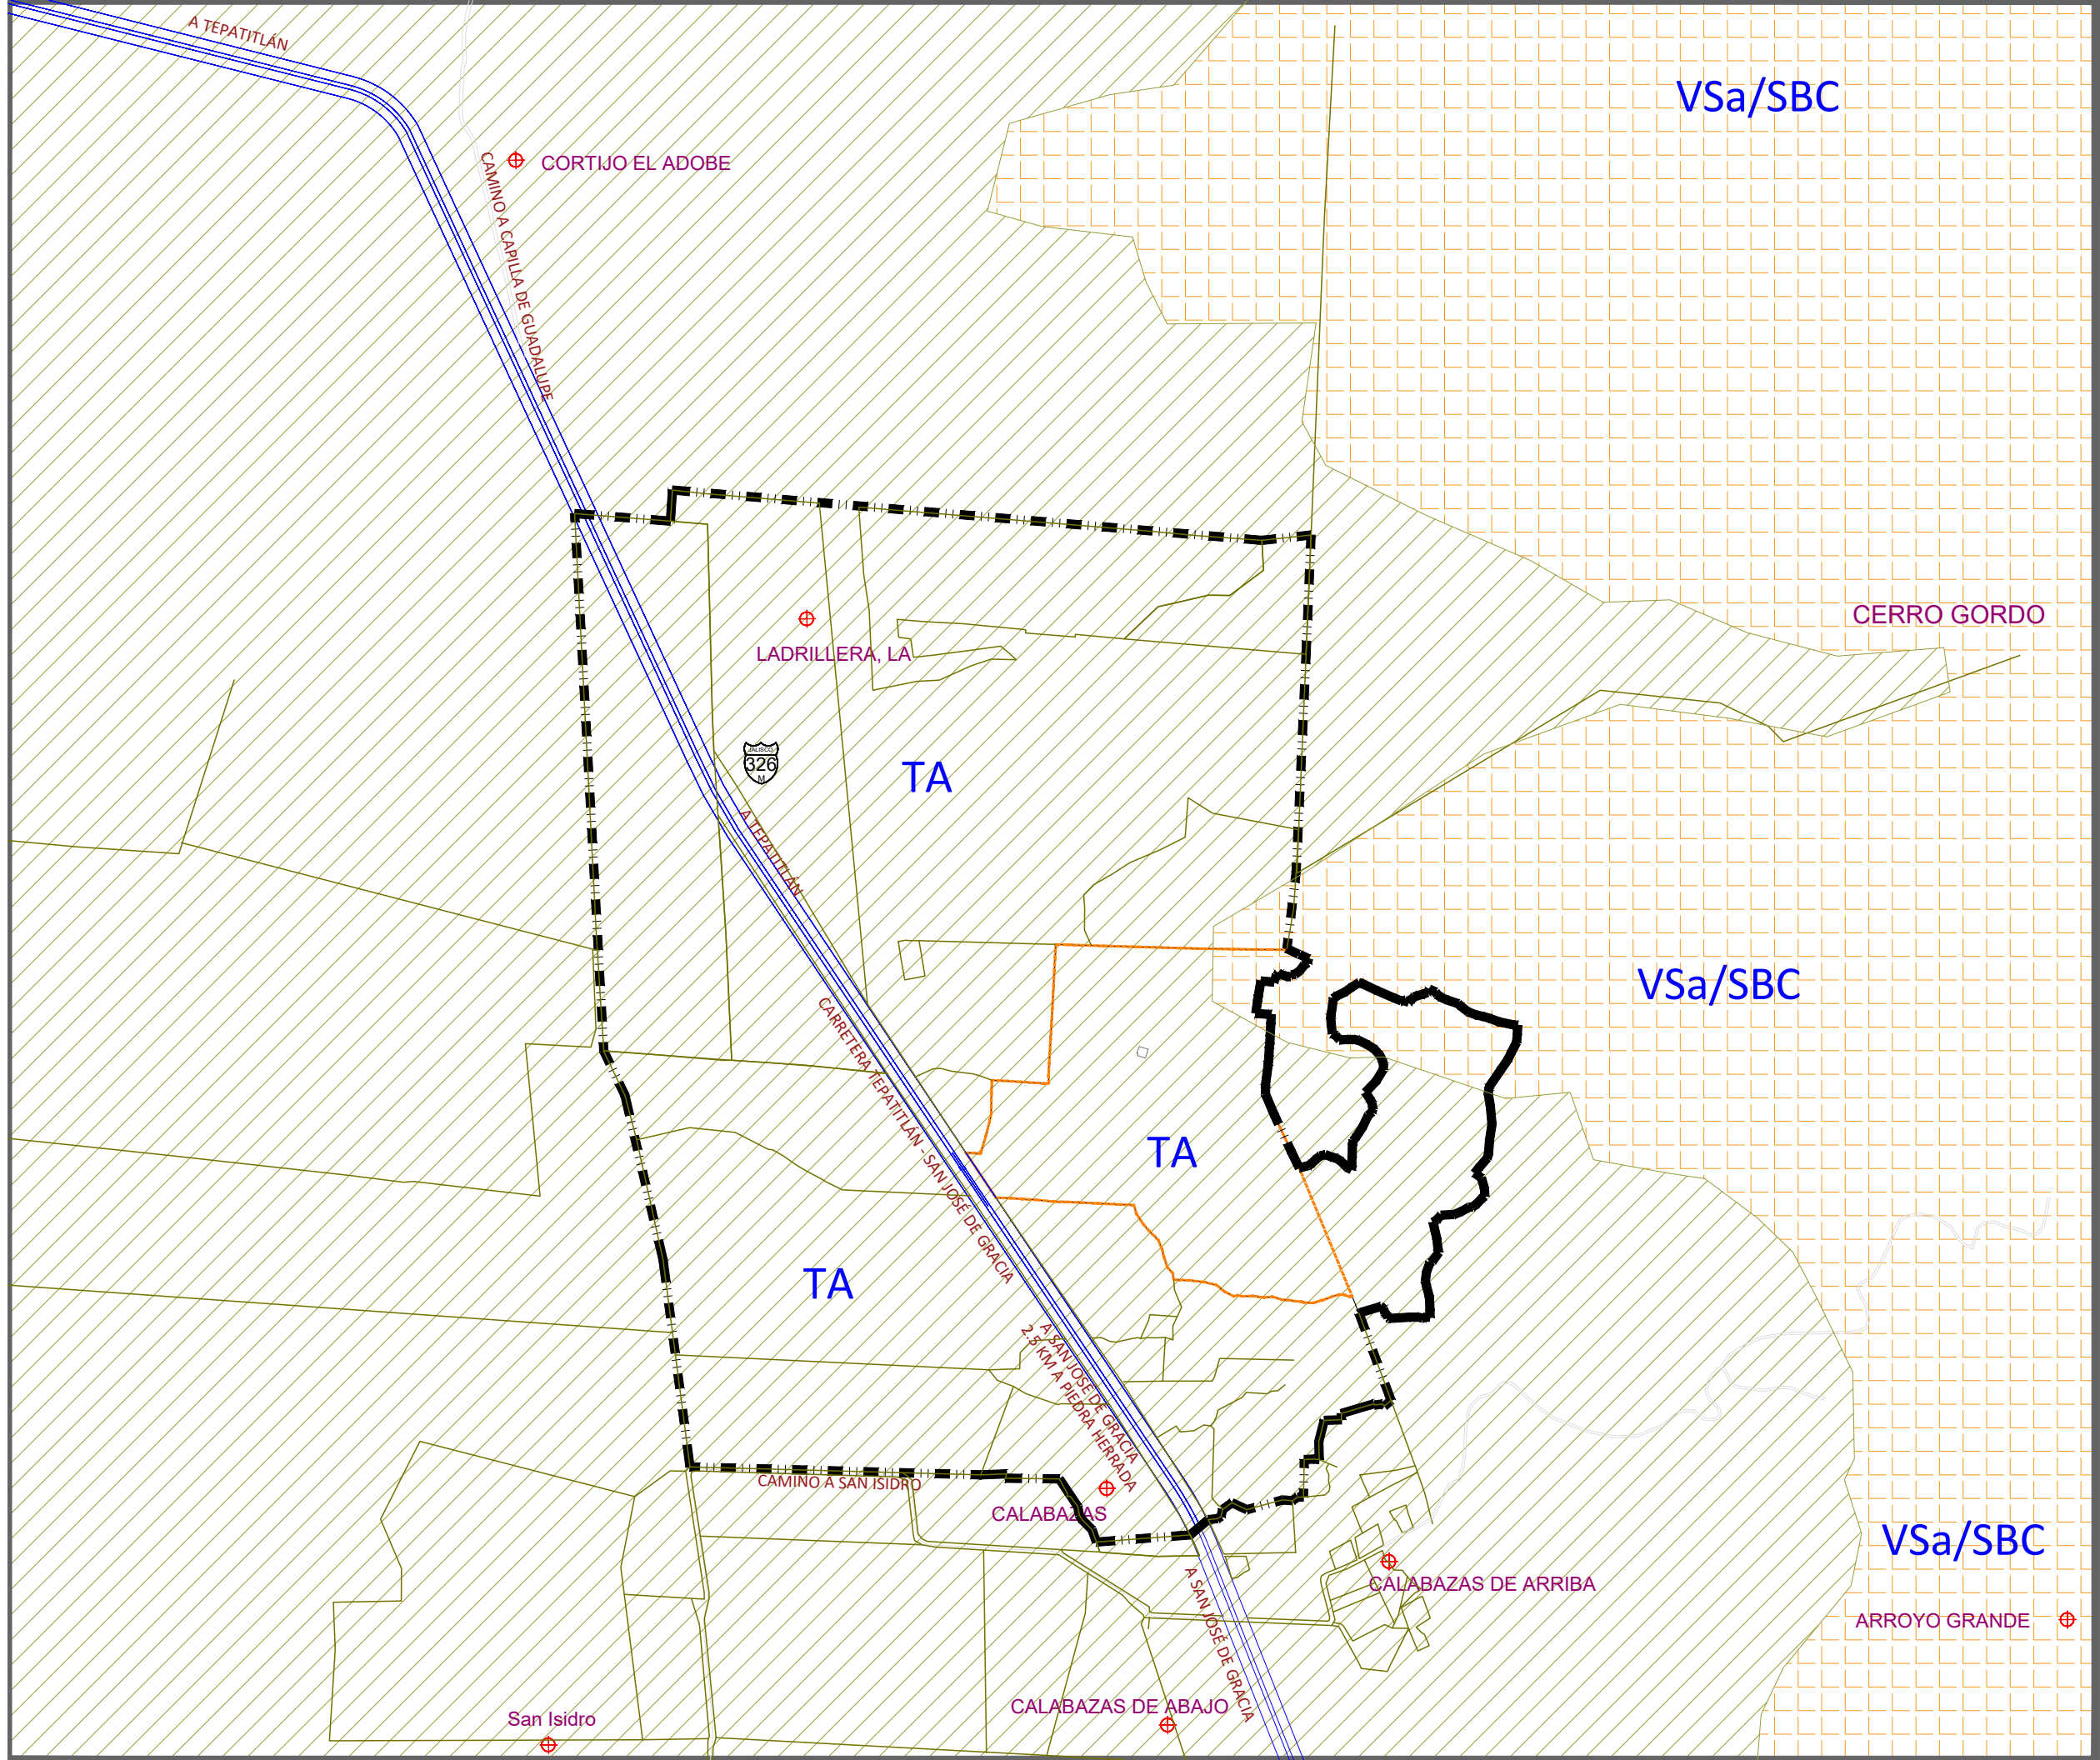 A TEPATITLÁN
VSa/SBC
CORTIJO EL ADOBE
CAMINO A CAPILLA DE GUADALUPE
CERRO GORDO
LADRILLERA, LA
JALISCO
326
M
TA
A TEPATITLÁN
VSa/SBC
CARRETERA TEPATITLÁN - SAN JOSÉ DE GRACIA
TA
TA
A SAN JOSÉ DE GRACIA
2.5 KM A PIEDRA HERRADA
CAMINO A SAN ISIDRO
CALABAZAS
VSa/SBC
CALABAZAS DE ARRIBA
ARROYO GRANDE
A SAN JOSÉ DE GRACIA
CALABAZAS DE ABAJO
San Isidro